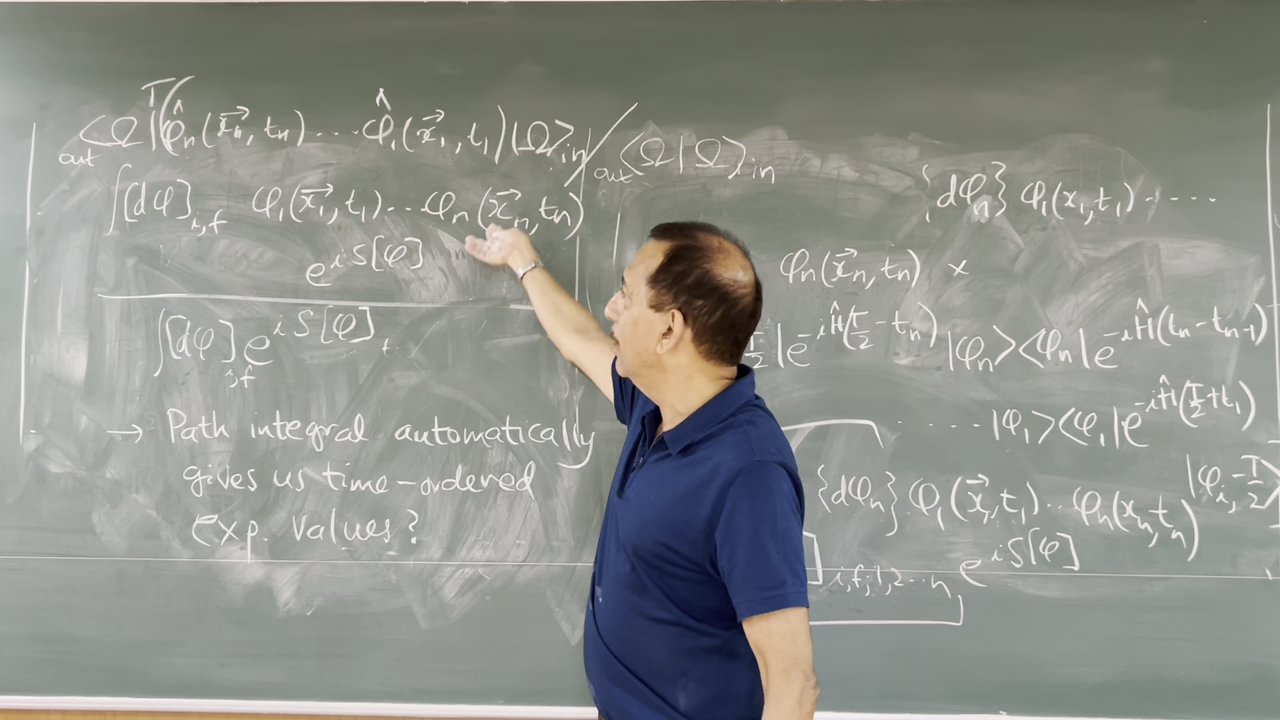 out⟨Ω|T(φ̂ₙ(x⃗ₙ, tₙ) ... φ̂₁(x⃗₁, t₁)|Ω⟩in / out⟨Ω|Ω⟩in
∫[dφ]i,f φ₁(x⃗₁, t₁)...φₙ(x⃗ₙ, tₙ)
e^{iS[φ]}
∫[dφ]i,f e^{iS[φ]}
→ Path integral automatically
gives us time-ordered
exp. values?
{dφₙ} φ₁(x₁, t₁) ....
φₙ(x⃗ₙ, tₙ) ×
T/2|e^{-iĤ(T/2 - tₙ)}|φₙ><φₙ|e^{-iĤ(tₙ - tₙ₋₁)}
.....|φ₁><φ₁|e^{-iĤ(T/2 + t₁)}
|φi, -T/2>
{dφₙ} φ₁(x⃗₁, t₁)... φₙ(xₙ, tₙ)
]i,f;1,2...n, e^{iS[φ]}